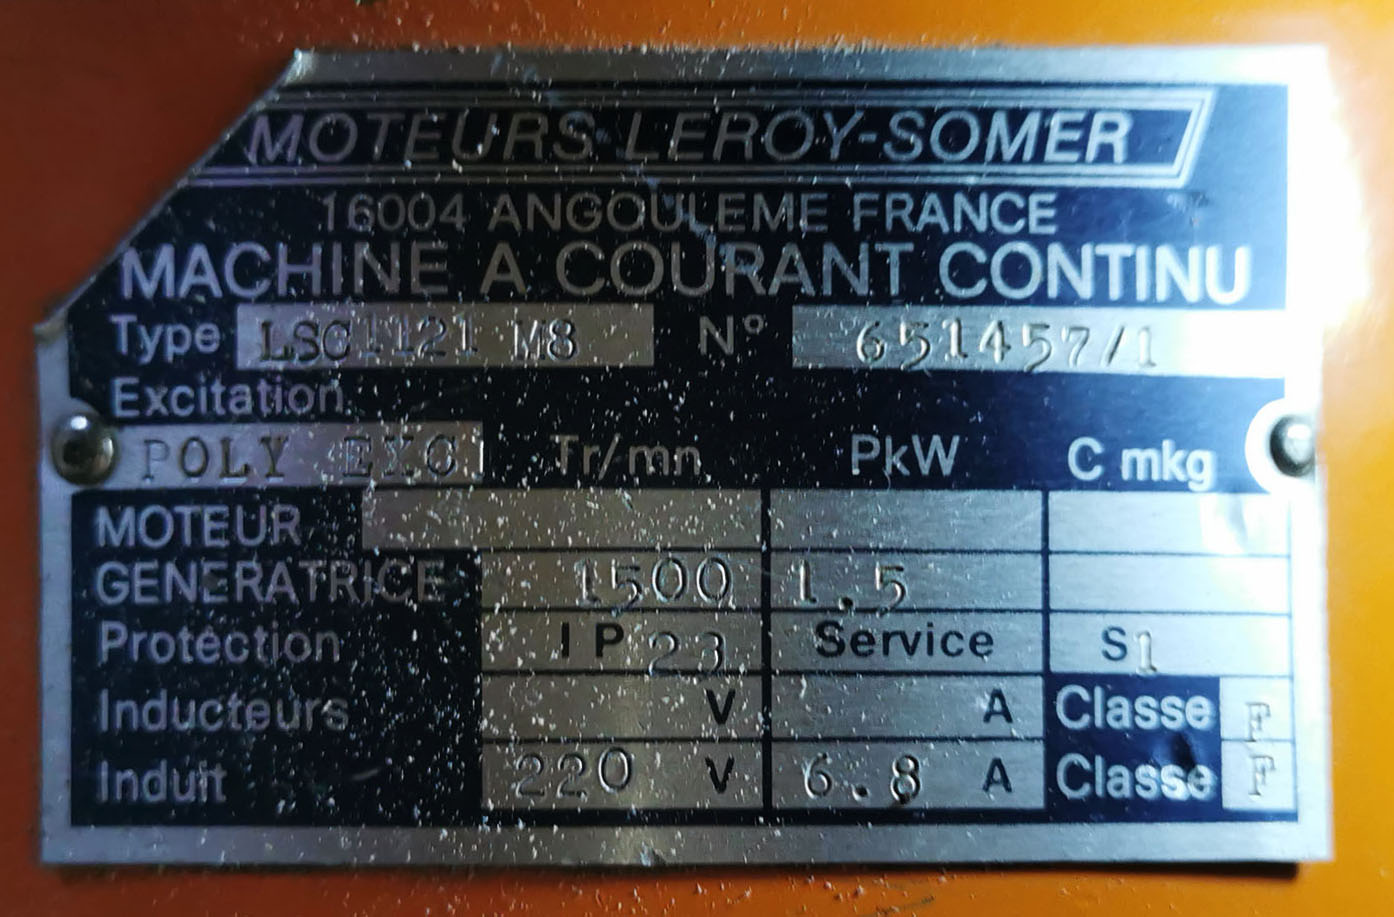 MOTEURS LEROY-SOMER
16004 ANGOULEME FRANCE
MACHINE A COURANT CONTINU
Type LSC1121 M8 N° 651457/1
Excitation
POLY EXC. Tr/mn PkW C mkg
MOTEUR
GENERATRICE 1500 1.5
Protection IP 23 Service S1
Inducteurs V A Classe F
Induit 220 V 6.8 A Classe F